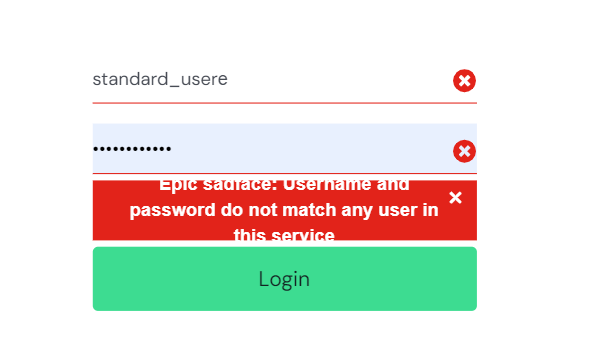 standard_usere
••••••••••••
Epic sadface: Username and
password do not match any user in
this service
Login